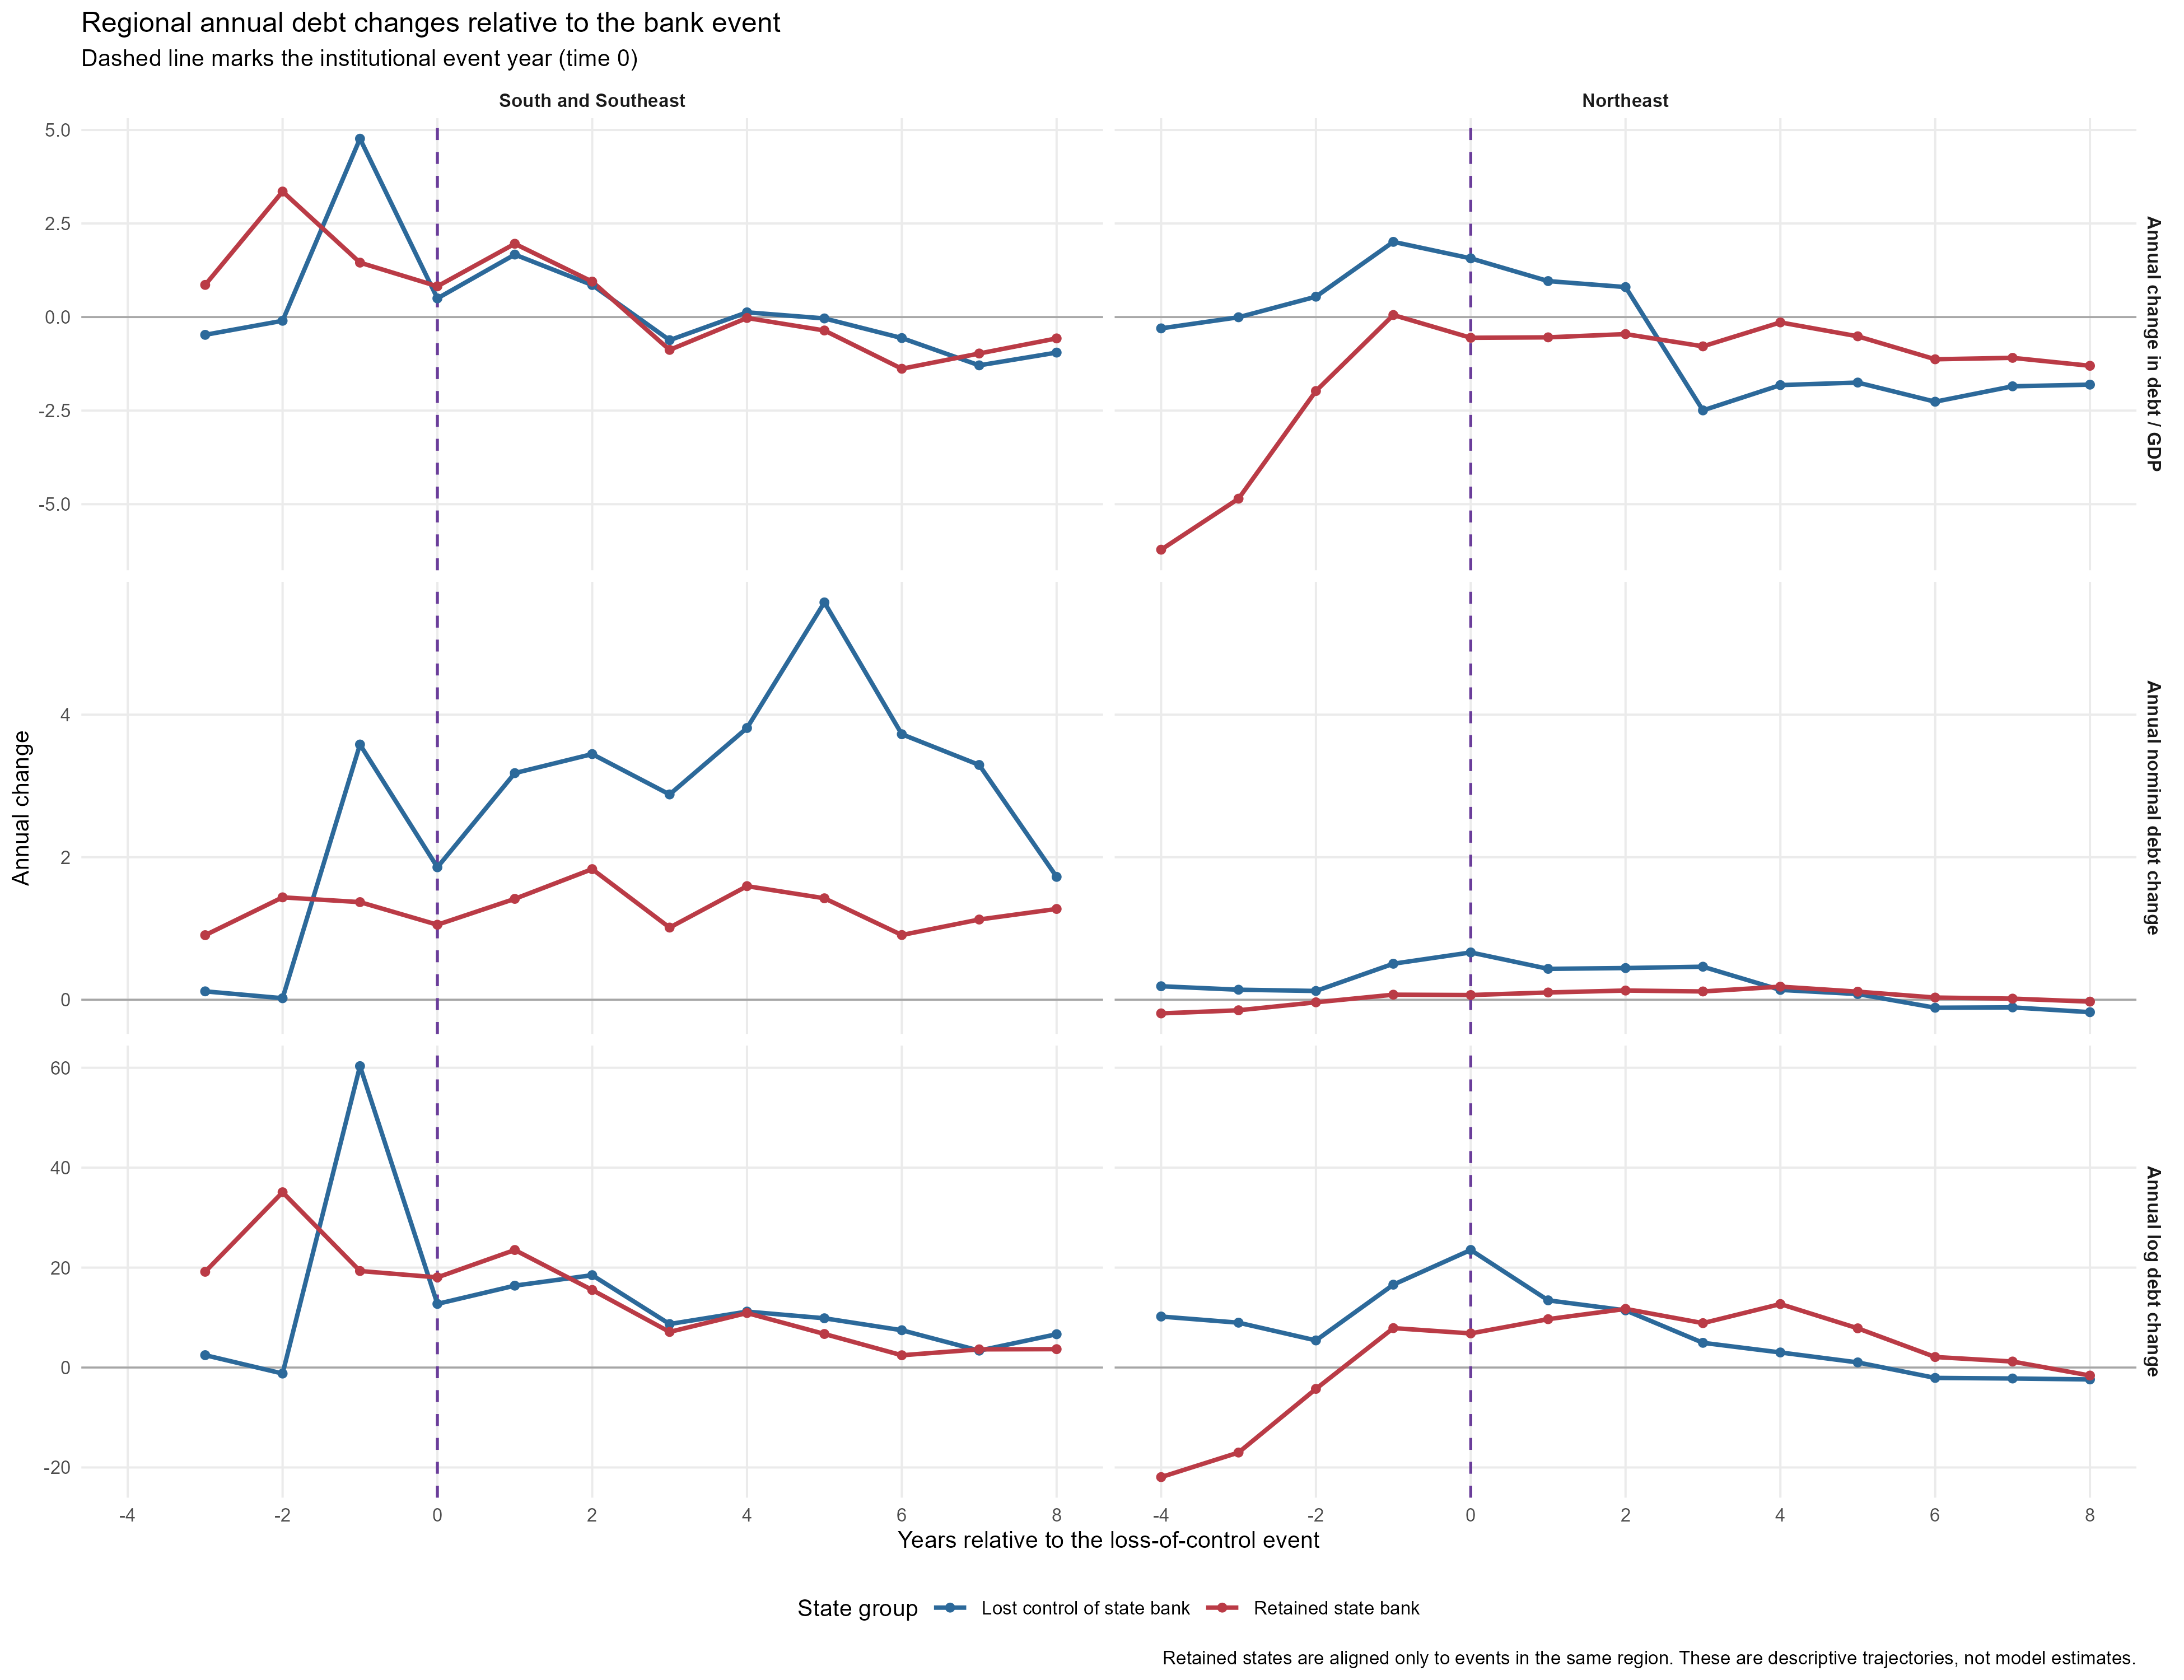 Regional annual debt changes relative to the bank event
Dashed line marks the institutional event year (time 0)
South and Southeast
Northeast
5.0
2.5
0.0
-2.5
-5.0
Annual change in debt / GDP
4
2
0
Annual nominal debt change
Annual change
60
40
20
0
-20
Annual log debt change
-4 -2 0 2 4 6 8
-4 -2 0 2 4 6 8
Years relative to the loss-of-control event
State group Lost control of state bank Retained state bank
Retained states are aligned only to events in the same region. These are descriptive trajectories, not model estimates.